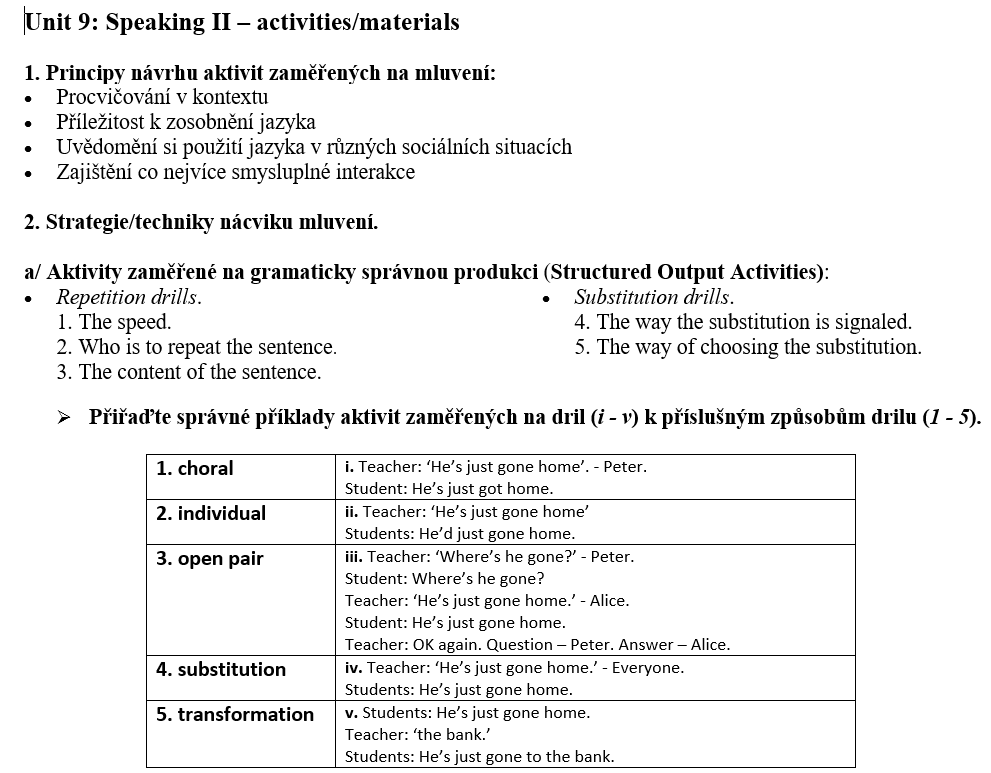 Unit 9: Speaking II – activities/materials
1. Principy návrhu aktivit zaměřených na mluvení:
• Procvičování v kontextu
• Příležitost k zosobnění jazyka
• Uvědomění si použití jazyka v různých sociálních situacích
• Zajištění co nejvíce smysluplné interakce
2. Strategie/techniky nácviku mluvení.
a/ Aktivity zaměřené na gramaticky správnou produkci (Structured Output Activities):
• Repetition drills.
1. The speed.
2. Who is to repeat the sentence.
3. The content of the sentence.
• Substitution drills.
4. The way the substitution is signaled.
5. The way of choosing the substitution.
➢ Přiřaďte správné příklady aktivit zaměřených na dril (i - v) k příslušným způsobům drilu (1 - 5).
1. choral
i. Teacher: ‘He’s just gone home’. - Peter.
Student: He’s just got home.
2. individual
ii. Teacher: ‘He’s just gone home’
Students: He’d just gone home.
3. open pair
iii. Teacher: ‘Where’s he gone?’ - Peter.
Student: Where’s he gone?
Teacher: ‘He’s just gone home.’ - Alice.
Student: He’s just gone home.
Teacher: OK again. Question – Peter. Answer – Alice.
4. substitution
iv. Teacher: ‘He’s just gone home.’ - Everyone.
Students: He’s just gone home.
5. transformation
v. Students: He’s just gone home.
Teacher: ‘the bank.’
Students: He’s just gone to the bank.